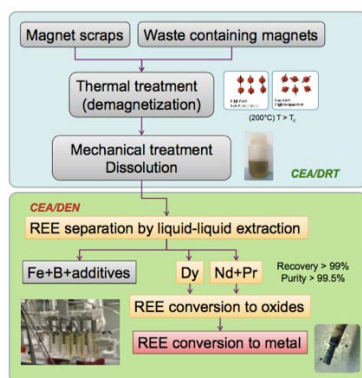 Magnet scraps
Waste containing magnets
Thermal treatment
(demagnetization)
(200°C) T > Tc
Mechanical treatment
Dissolution
CEA/DRT
CEA/DEN
REE separation by liquid-liquid extraction
Fe+B+additives
Dy
Nd+Pr
Recovery > 99%
Purity > 99.5%
REE conversion to oxides
REE conversion to metal